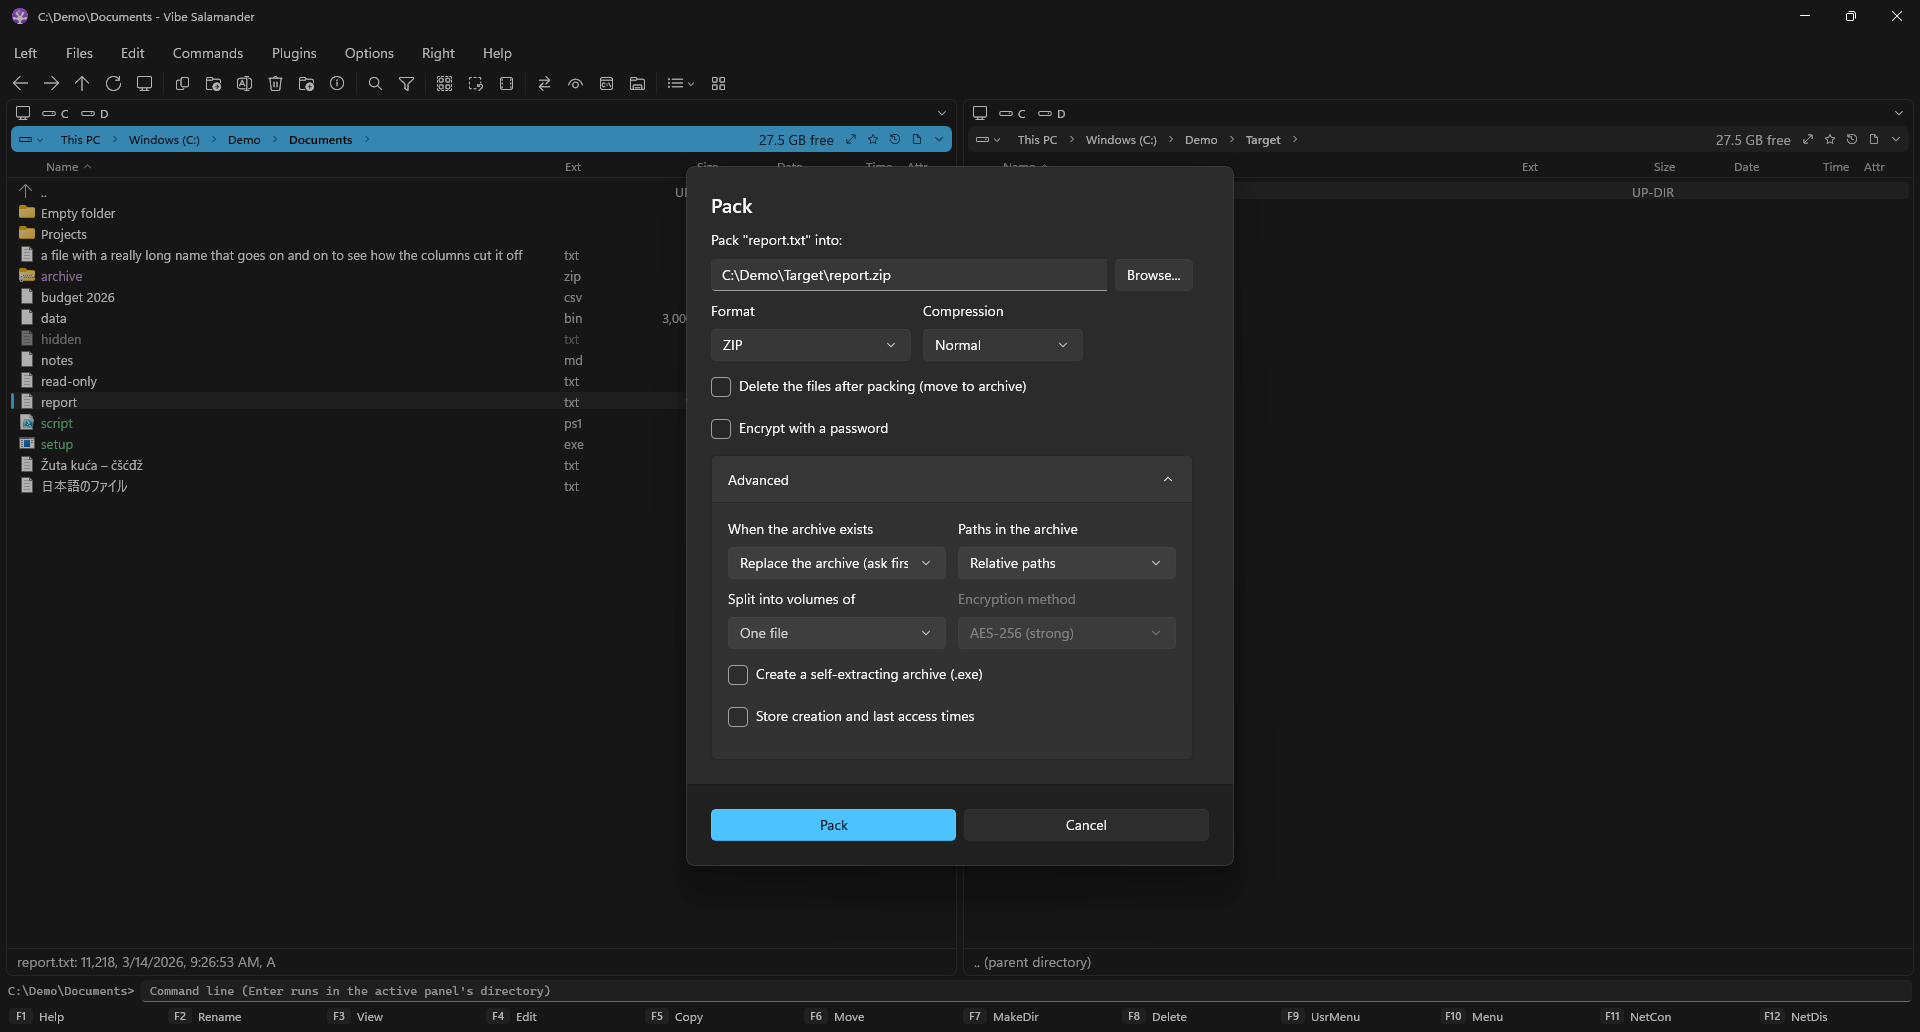 C:\Demo\Documents - Vibe Salamander
Left Files Edit Commands Plugins Options Right Help
C D
This PC Windows (C:) Demo Documents 27.5 GB free
Name Ext Size Date Time Attr
..
Empty folder
Projects
a file with a really long name that goes on and on to see how the columns cut it off txt
archive zip
budget 2026 csv
data bin 3,00
hidden txt
notes md
read-only txt
report txt
script ps1
setup exe
Žuta kuća – čšćđž txt
日本語のファイル txt
report.txt: 11,218, 3/14/2026, 9:26:53 AM, A
C D
This PC Windows (C:) Demo Target 27.5 GB free
Name Ext Size Date Time Attr
UP-DIR
.. (parent directory)
Pack
Pack "report.txt" into:
C:\Demo\Target\report.zip Browse...
Format Compression
ZIP Normal
Delete the files after packing (move to archive)
Encrypt with a password
Advanced
When the archive exists Paths in the archive
Replace the archive (ask firs Relative paths
Split into volumes of Encryption method
One file AES-256 (strong)
Create a self-extracting archive (.exe)
Store creation and last access times
Pack Cancel
C:\Demo\Documents> Command line (Enter runs in the active panel's directory)
F1 Help F2 Rename F3 View F4 Edit F5 Copy F6 Move F7 MakeDir F8 Delete F9 UsrMenu F10 Menu F11 NetCon F12 NetDis